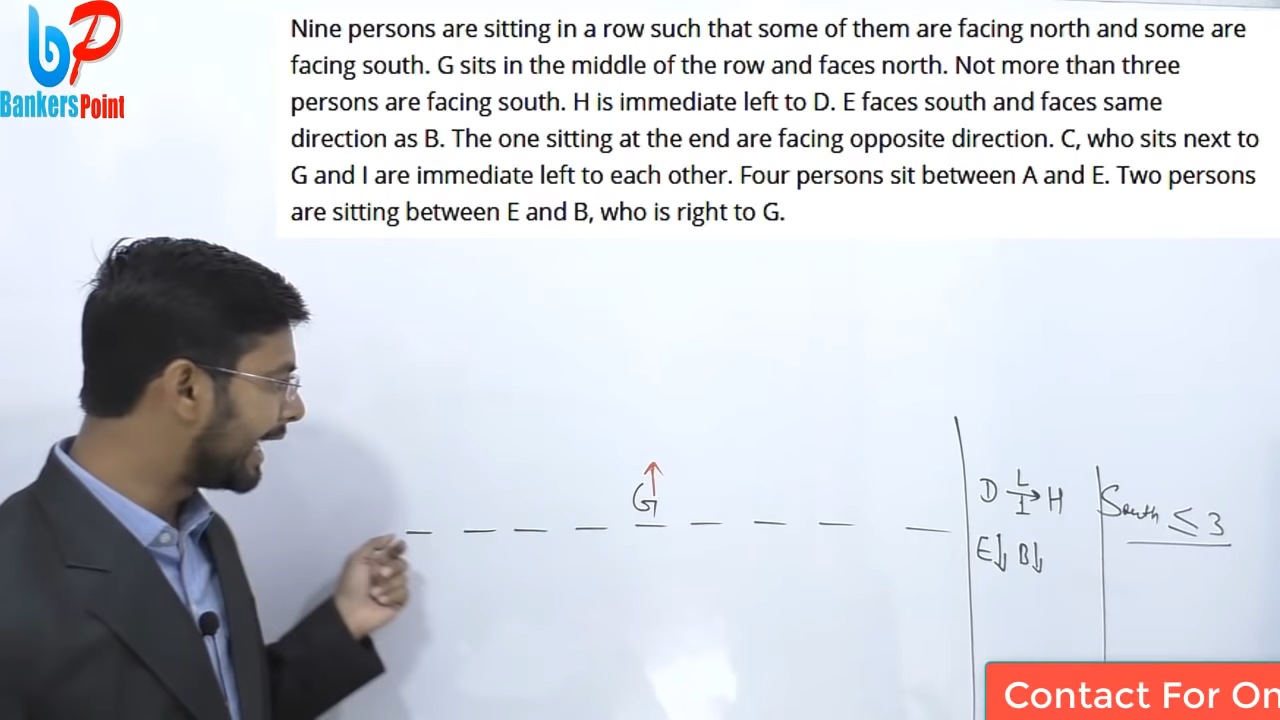 bP
BankersPoint
Nine persons are sitting in a row such that some of them are facing north and some are
facing south. G sits in the middle of the row and faces north. Not more than three
persons are facing south. H is immediate left to D. E faces south and faces same
direction as B. The one sitting at the end are facing opposite direction. C, who sits next to
G and I are immediate left to each other. Four persons sit between A and E. Two persons
are sitting between E and B, who is right to G.
G
D L I → H
E↓ B↓
South ≤ 3
Contact For On